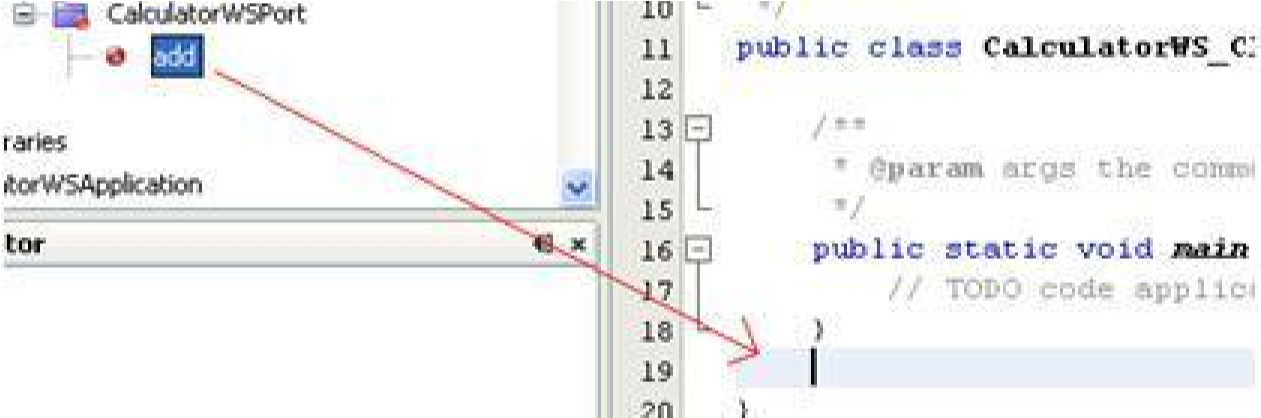 CalculatorWSPort
add
raries
torWSApplication
tor
10 */
11 public class CalculatorWS_C
12
13 /**
14 * @param args the comm
15 */
16 public static void main
17 // TODO code applic
18 }
19
20 }